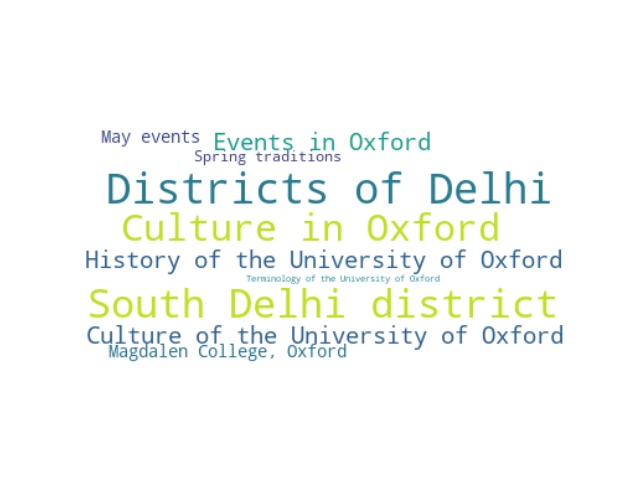 May events
Events in Oxford
Spring traditions
Districts of Delhi
Culture in Oxford
History of the University of Oxford
Terminology of the University of Oxford
South Delhi district
Culture of the University of Oxford
Magdalen College, Oxford